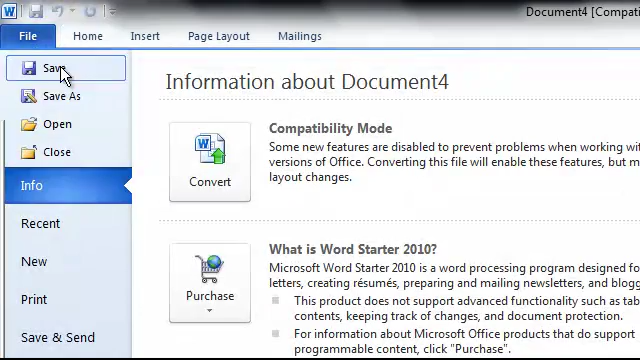 Document4 [Compati
File Home Insert Page Layout Mailings
Save
Save As
Open
Close
Info
Recent
New
Print
Save & Send
Information about Document4
Convert
Compatibility Mode
Some new features are disabled to prevent problems when working wit
versions of Office. Converting this file will enable these features, but m
layout changes.
Purchase
What is Word Starter 2010?
Microsoft Word Starter 2010 is a word processing program designed fo
letters, creating résumés, preparing and mailing newsletters, and blogg
This product does not support advanced functionality such as tab
contents, keeping track of changes, and document protection.
For information about Microsoft Office products that do support
programmable content, click "Purchase".